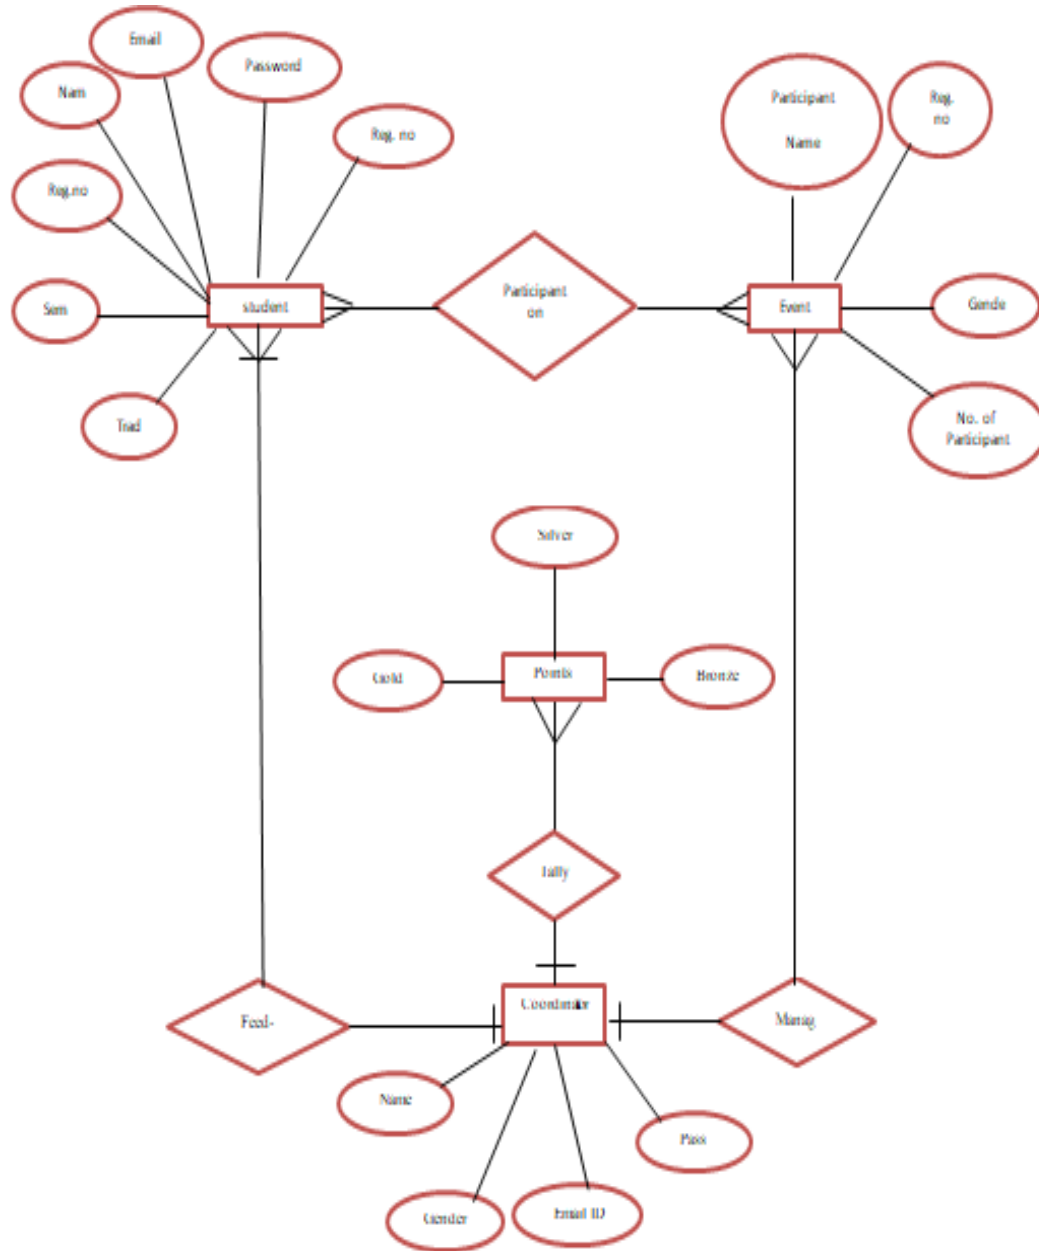 Email
Password
Nam
Reg. no
Reg.no
Sem
student
Trad
Participant
on
Participant
Name
Reg.
no
Event
Gende
No. of
Participant
Silver
Gold
Points
Bronze
Tally
Feed-
Coordinator
Manag
Name
Pass
Gender
Email ID